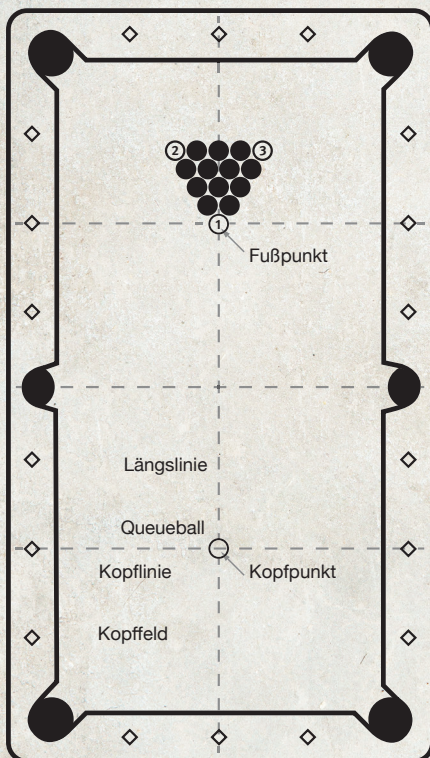 2 3
1
Fußpunkt
Längslinie
Queueball
Kopflinie Kopfpunkt
Kopffeld